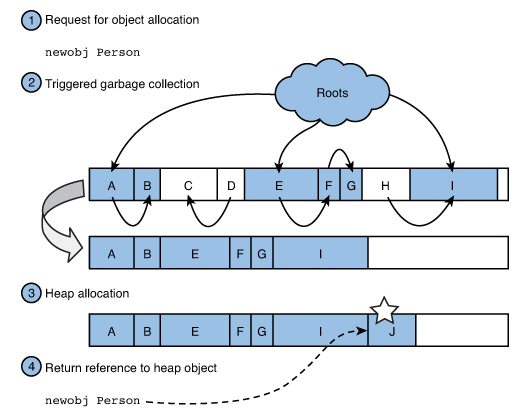 1 Request for object allocation
newobj Person
2 Triggered garbage collection
Roots
A B C D E F G H I
A B E F G I
3 Heap allocation
A B E F G I J
4 Return reference to heap object
newobj Person